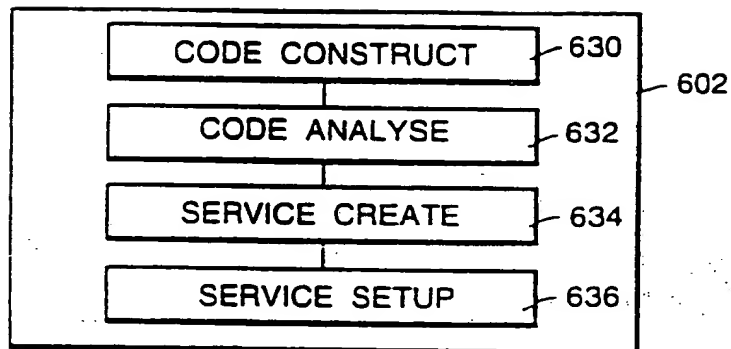 CODE CONSTRUCT 630
602
CODE ANALYSE 632
SERVICE CREATE 634
SERVICE SETUP 636